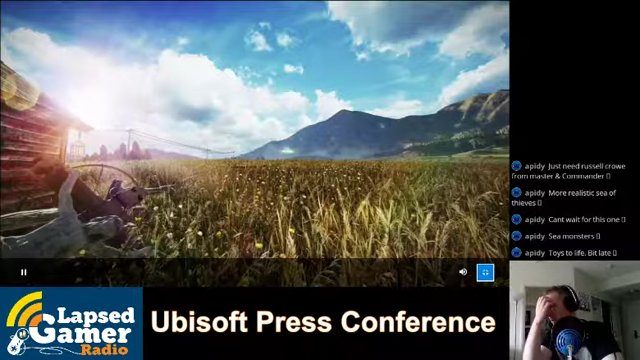 apidy Just need russell crowe
from master & Commander
apidy More realistic sea of
thieves
apidy Cant wait for this one
apidy Sea monsters
apidy Toys to life. Bit late
Lapsed
Gamer
Radio
Ubisoft Press Conference